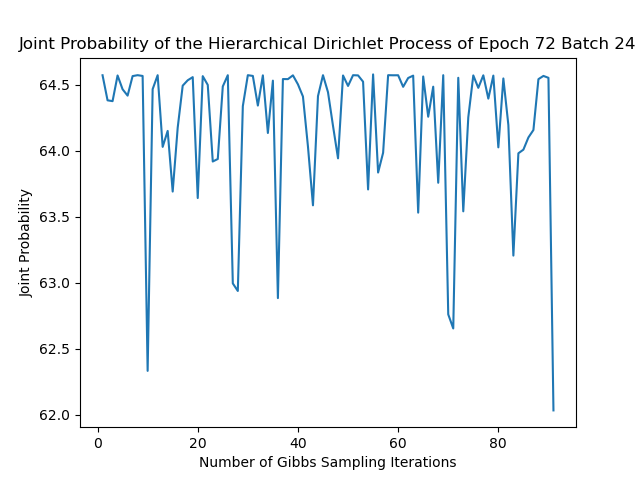 Joint Probability of the Hierarchical Dirichlet Process of Epoch 72 Batch 24
64.5
64.0
63.5
63.0
62.5
62.0
Joint Probability
0 20 40 60 80
Number of Gibbs Sampling Iterations